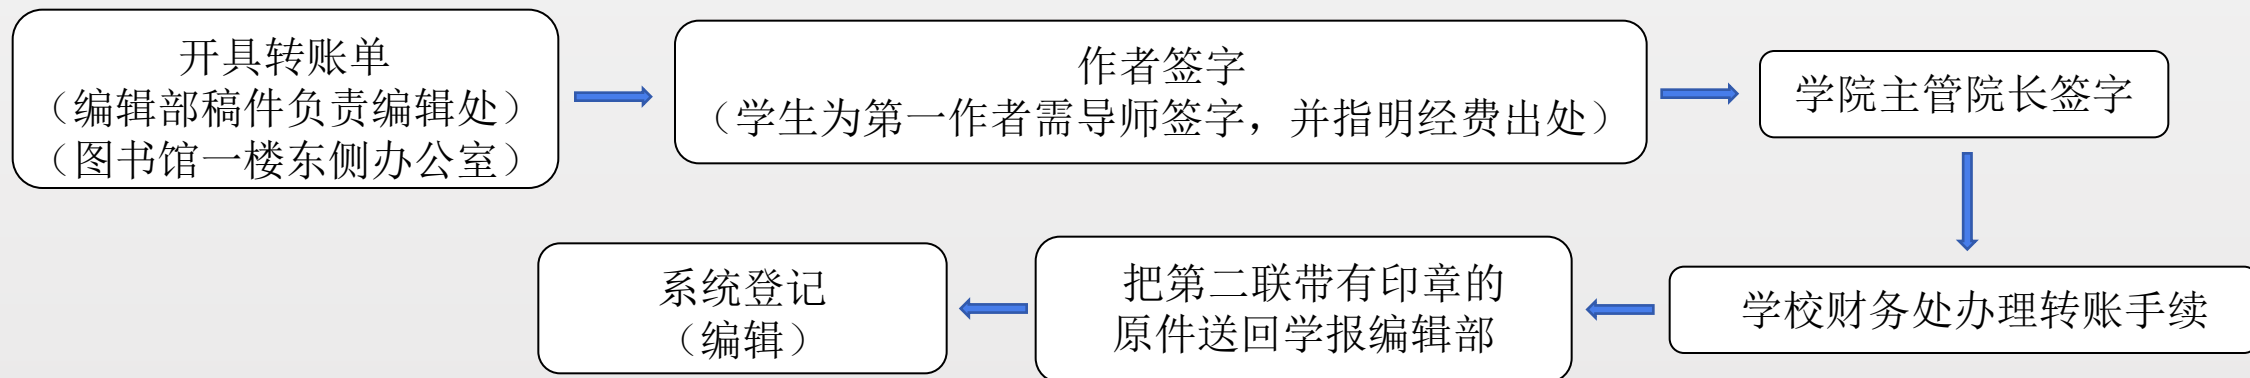 开具转账单
（编辑部稿件负责编辑处）
（图书馆一楼东侧办公室）
作者签字
（学生为第一作者需导师签字，并指明经费出处）
学院主管院长签字
学校财务处办理转账手续
把第二联带有印章的
原件送回学报编辑部
系统登记
（编辑）